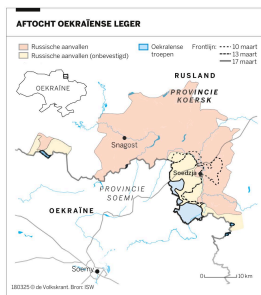 AFTOCHT OEKRAÏENSE LEGER
Russische aanvallen
Russische aanvallen (onbevestigd)
Oekraïense troepen
Frontlijn:
10 maart
13 maart
17 maart
OEKRAÏNE
RUSLAND
PROVINCIE
KOERSK
Snagost
Soedzja
PROVINCIE
SOEMI
OEKRAÏNE
Soemy
0
10 km
180325 © de Volkskrant. Bron: ISW